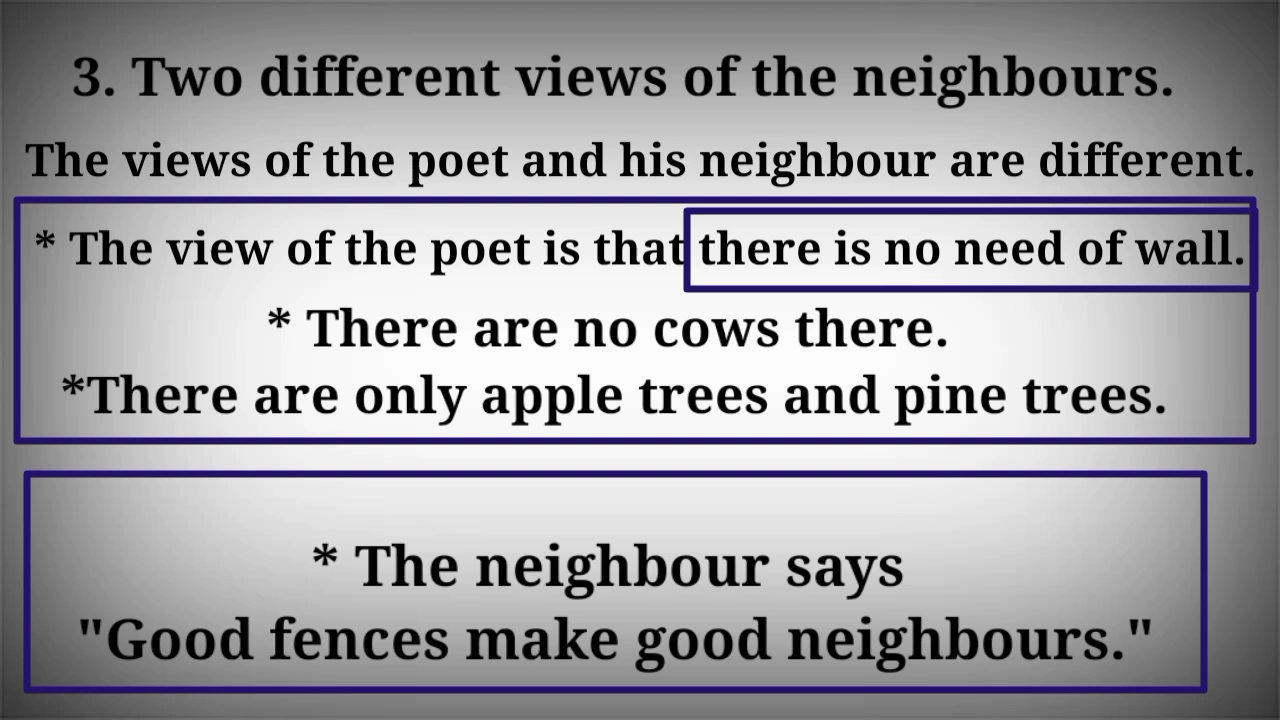 3. Two different views of the neighbours.
The views of the poet and his neighbour are different.
* The view of the poet is that there is no need of wall.
* There are no cows there.
*There are only apple trees and pine trees.
* The neighbour says
"Good fences make good neighbours."